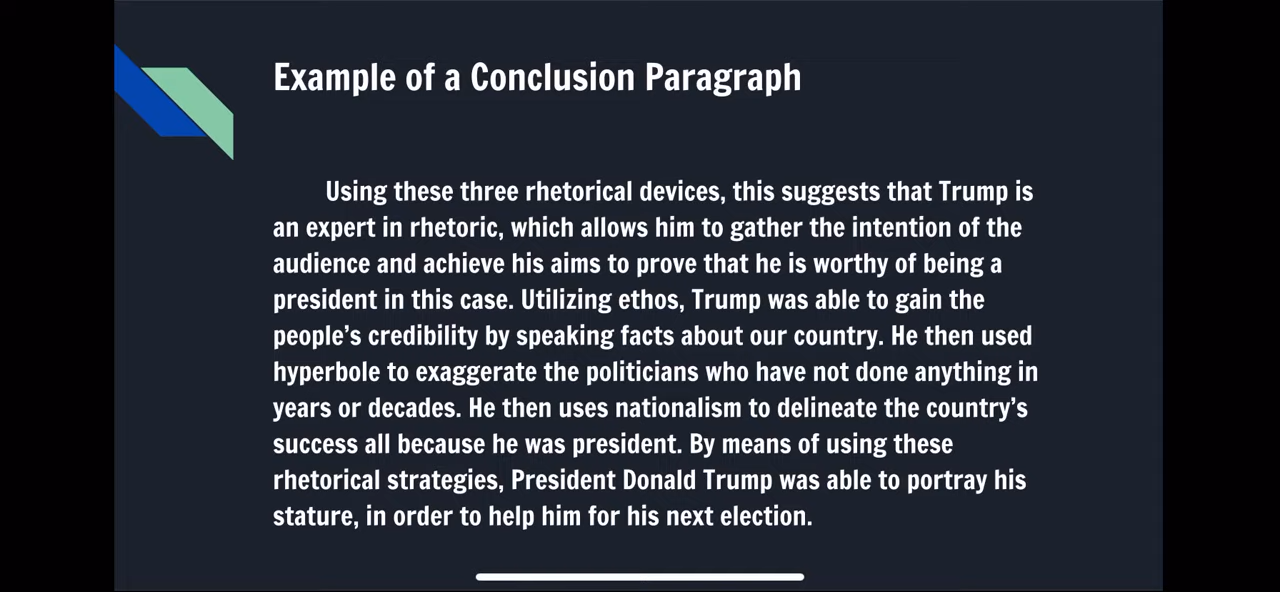 Example of a Conclusion Paragraph
Using these three rhetorical devices, this suggests that Trump is
an expert in rhetoric, which allows him to gather the intention of the
audience and achieve his aims to prove that he is worthy of being a
president in this case. Utilizing ethos, Trump was able to gain the
people’s credibility by speaking facts about our country. He then used
hyperbole to exaggerate the politicians who have not done anything in
years or decades. He then uses nationalism to delineate the country’s
success all because he was president. By means of using these
rhetorical strategies, President Donald Trump was able to portray his
stature, in order to help him for his next election.